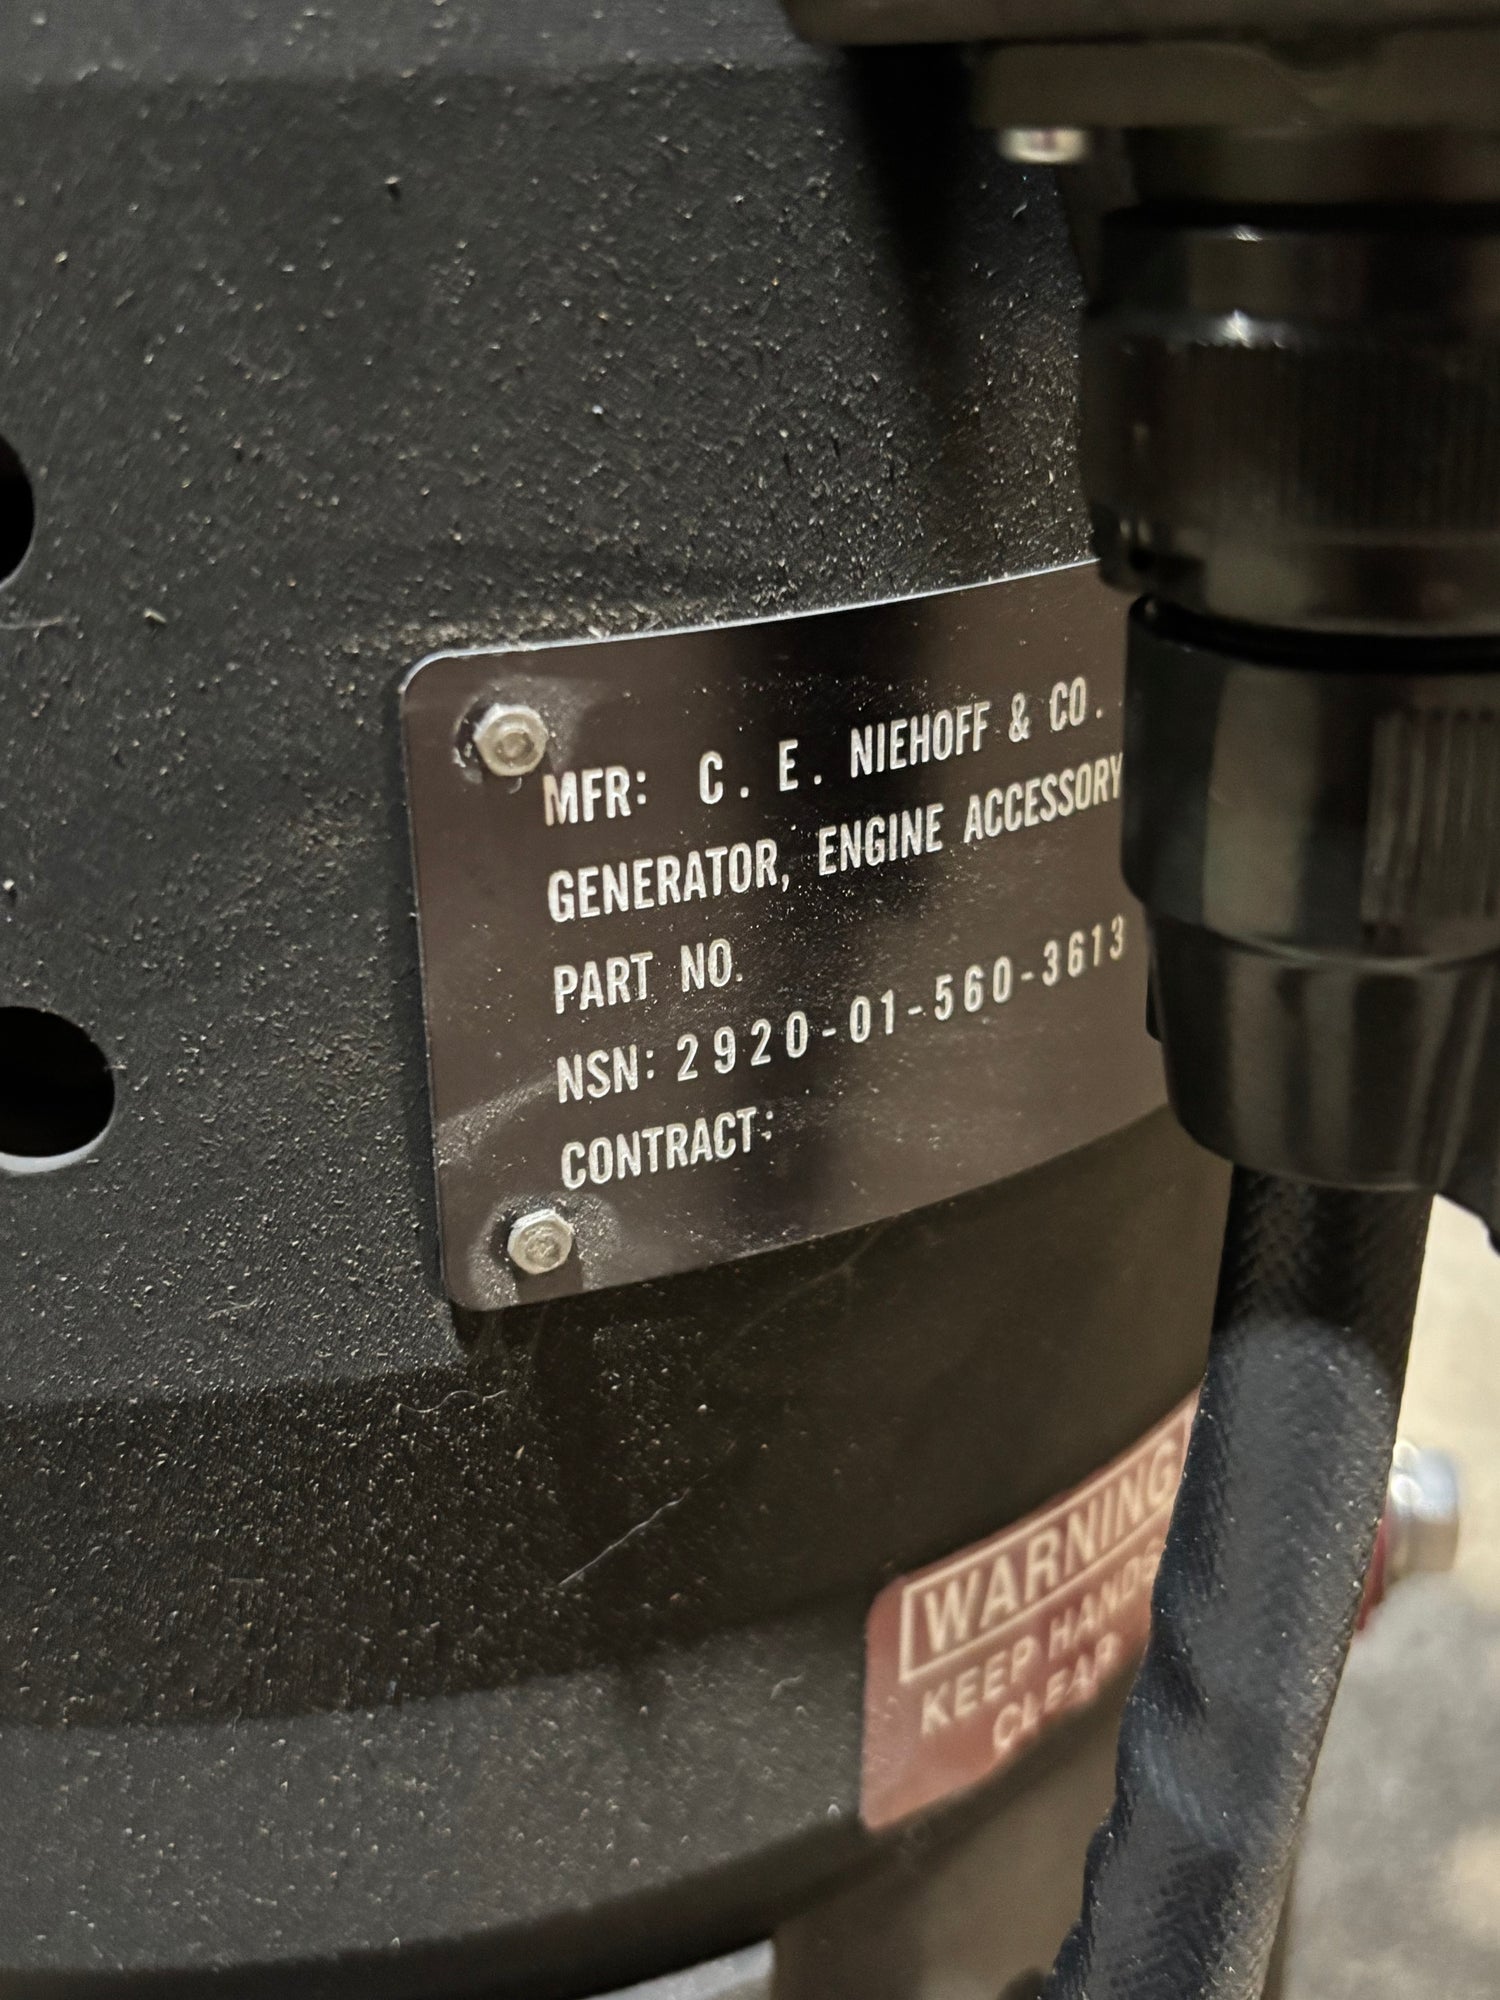 MFR: C. E. NIEHOFF & CO.
GENERATOR, ENGINE ACCESSORY
PART NO.
NSN: 2920-01-560-3613
CONTRACT:
WARNING
KEEP HANDS
CLEAR